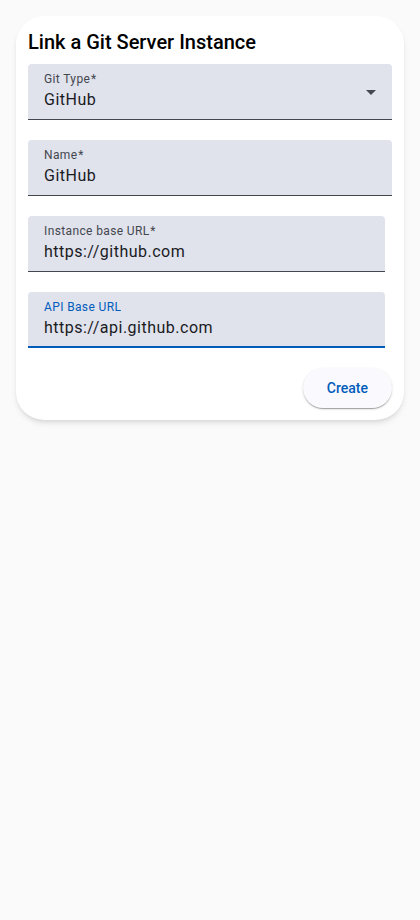 Link a Git Server Instance
Git Type*
GitHub
Name*
GitHub
Instance base URL*
https://github.com
API Base URL
https://api.github.com
Create